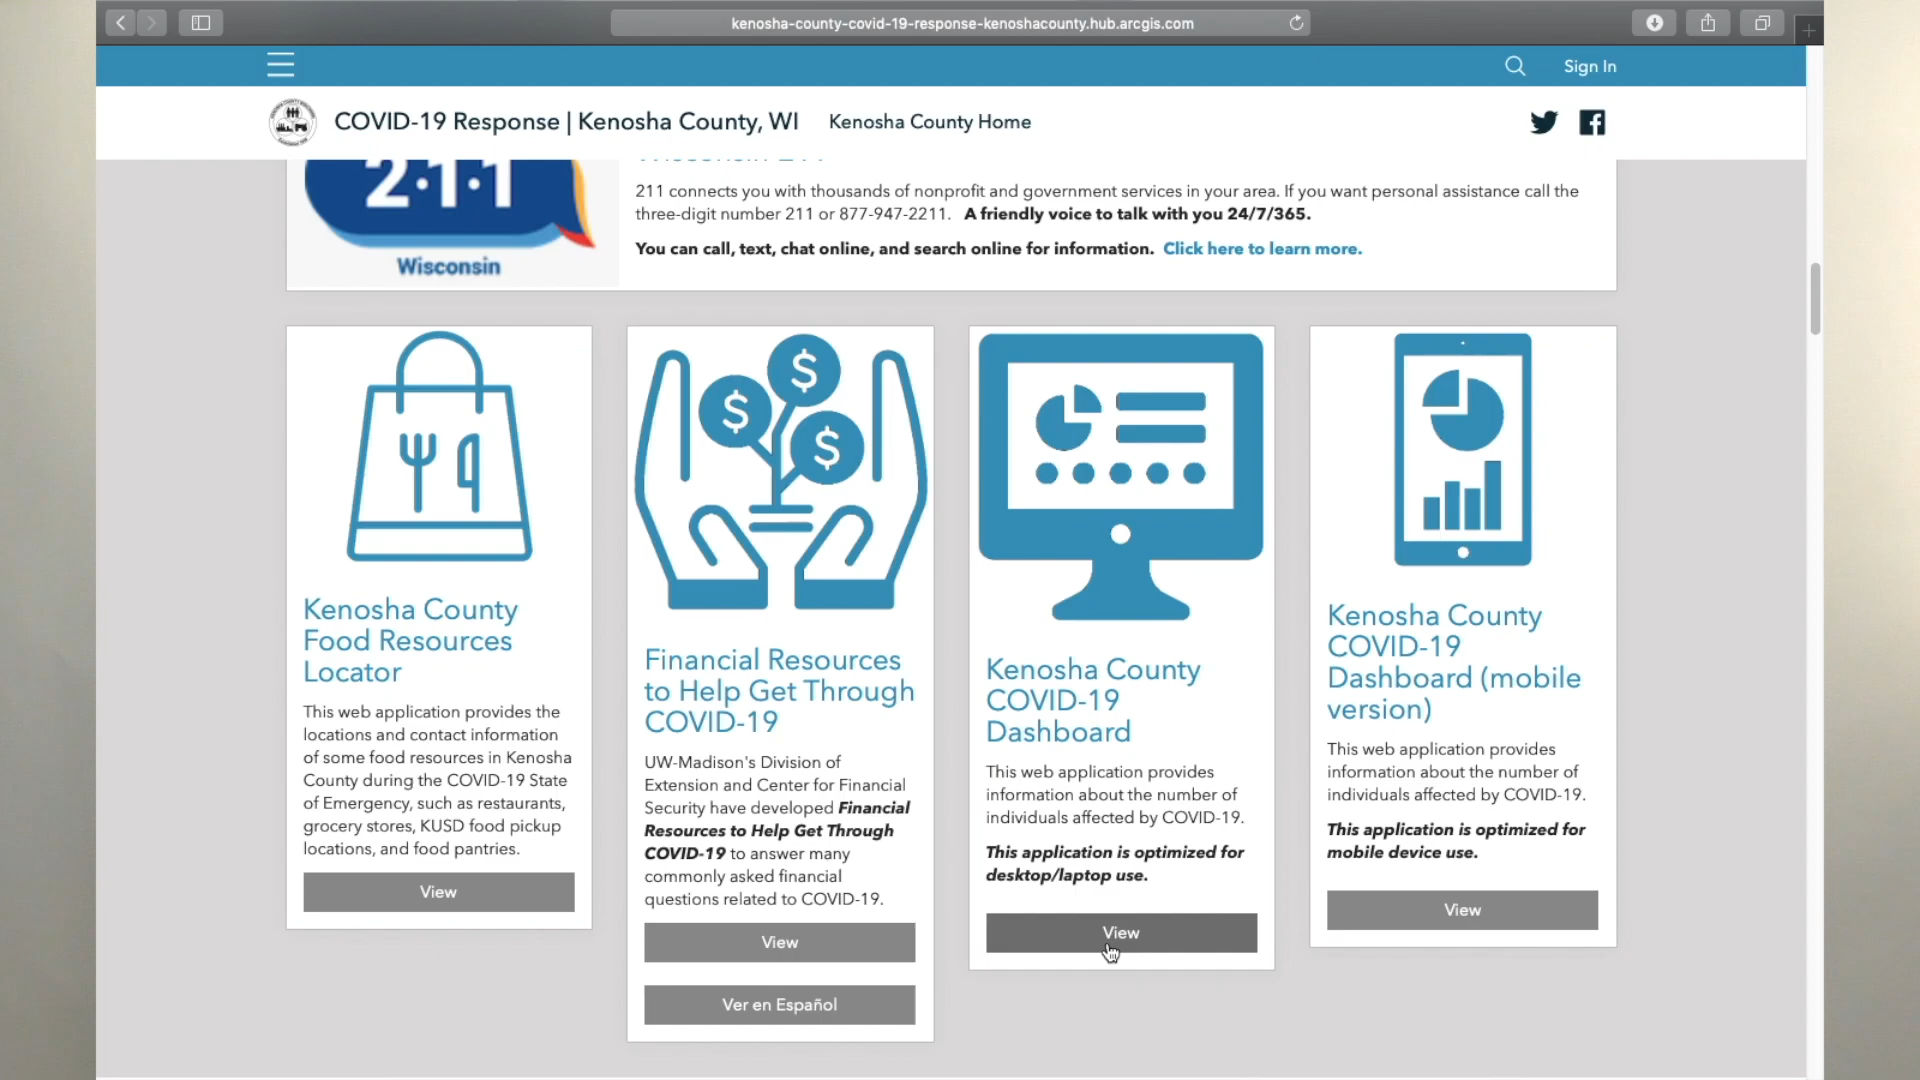 kenosha-county-covid-19-response-kenoshacounty.hub.arcgis.com
Sign In
COVID-19 Response | Kenosha County, WI
Kenosha County Home
2·1·1
Wisconsin
Wisconsin 211
211 connects you with thousands of nonprofit and government services in your area. If you want personal assistance call the
three-digit number 211 or 877-947-2211. A friendly voice to talk with you 24/7/365.
You can call, text, chat online, and search online for information. Click here to learn more.
Kenosha County
Food Resources
Locator
This web application provides the
locations and contact information
of some food resources in Kenosha
County during the COVID-19 State
of Emergency, such as restaurants,
grocery stores, KUSD food pickup
locations, and food pantries.
View
$
$
$
Financial Resources
to Help Get Through
COVID-19
UW-Madison's Division of
Extension and Center for Financial
Security have developed Financial
Resources to Help Get Through
COVID-19 to answer many
commonly asked financial
questions related to COVID-19.
View
Ver en Español
Kenosha County
COVID-19
Dashboard
This web application provides
information about the number of
individuals affected by COVID-19.
This application is optimized for
desktop/laptop use.
View
Kenosha County
COVID-19
Dashboard (mobile
version)
This web application provides
information about the number of
individuals affected by COVID-19.
This application is optimized for
mobile device use.
View